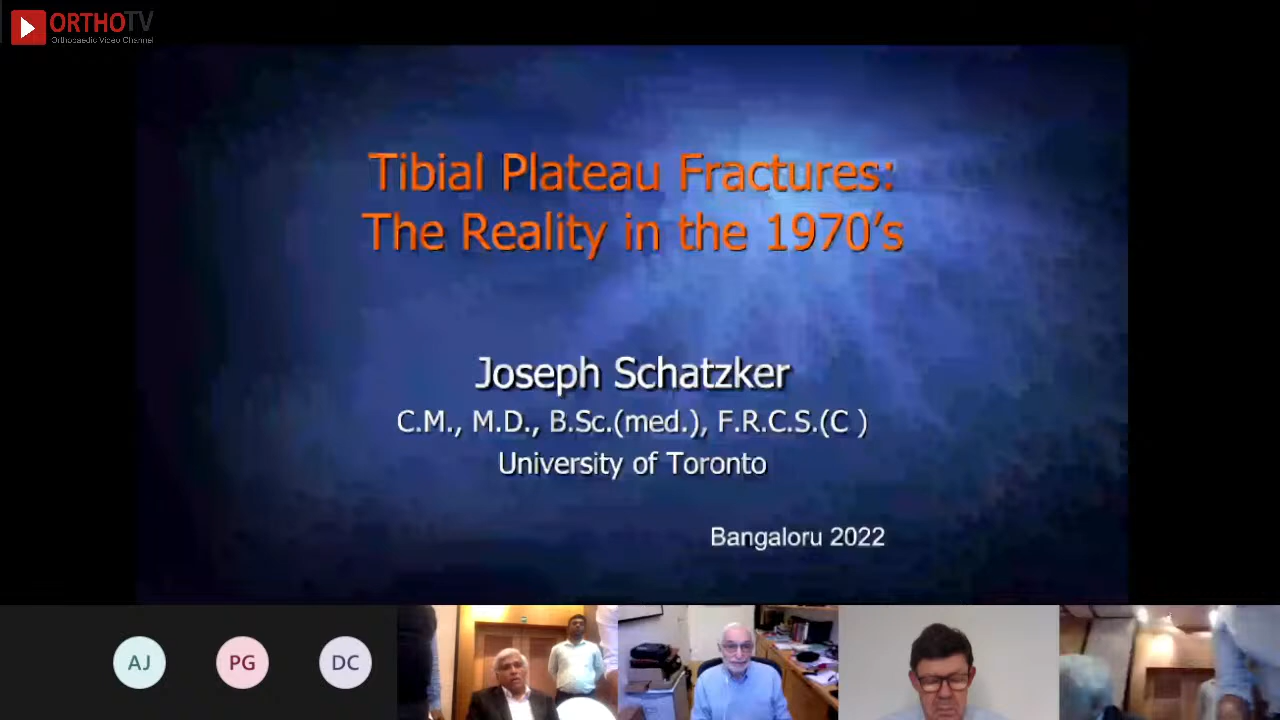 ORTHOTV
Orthopaedic Video Channel
Tibial Plateau Fractures:
The Reality in the 1970's
Joseph Schatzker
C.M., M.D., B.Sc.(med.), F.R.C.S.(C )
University of Toronto
Bangaloru 2022
AJ
PG
DC